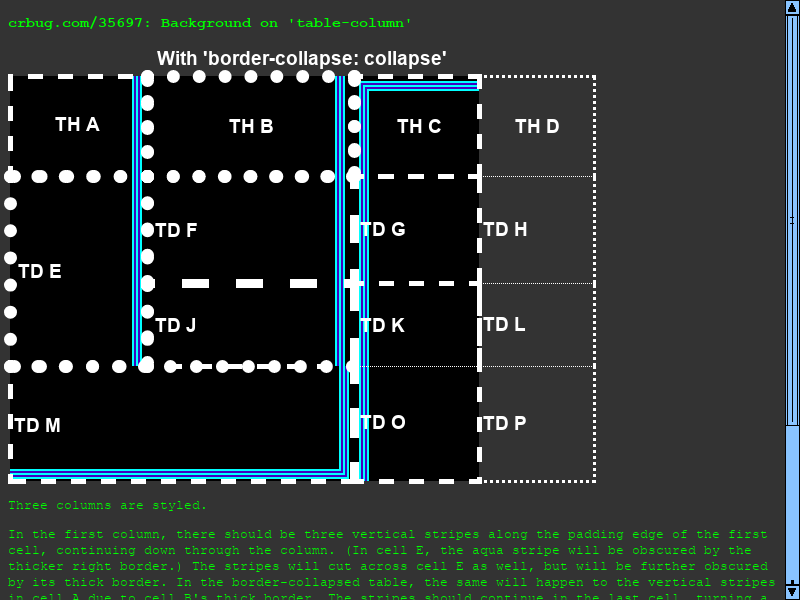 crbug.com/35697: Background on 'table-column'
With 'border-collapse: collapse'
TH A
TH B
TH C
TH D
TD E
TD F
TD G
TD H
TD J
TD K
TD L
TD M
TD O
TD P
Three columns are styled.
In the first column, there should be three vertical stripes along the padding edge of the first
cell, continuing down through the column. (In cell E, the aqua stripe will be obscured by the
thicker right border.) The stripes will cut across cell E as well, but will be further obscured
by its thick border. In the border-collapsed table, the same will happen to the vertical stripes
in cell A due to cell B's thick border. The stripes should continue in the last cell, turning a